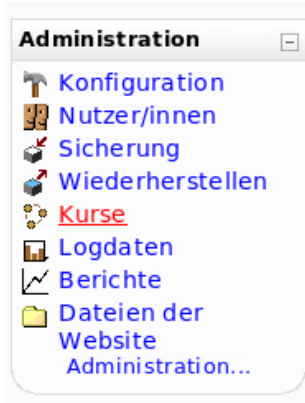 Administration
Konfiguration
Nutzer/innen
Sicherung
Wiederherstellen
Kurse
Logdaten
Berichte
Dateien der
Website
Administration...